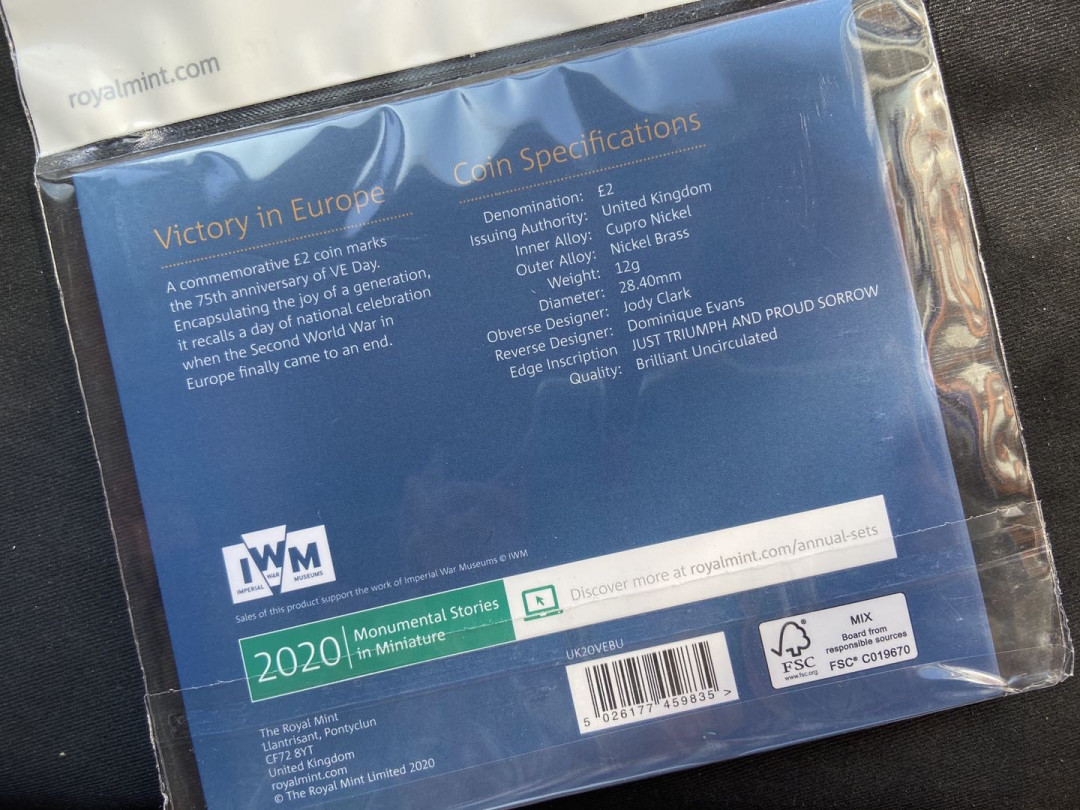 royalmint.com
Victory in Europe
A commemorative £2 coin marks
the 75th anniversary of VE Day.
Encapsulating the joy of a generation,
it recalls a day of national celebration
when the Second World War in
Europe finally came to an end.
Coin Specifications
Denomination: £2
Issuing Authority: United Kingdom
Inner Alloy: Cupro Nickel
Outer Alloy: Nickel Brass
Weight: 12g
Diameter: 28.40mm
Obverse Designer: Jody Clark
Reverse Designer: Dominique Evans
Edge Inscription JUST TRIUMPH AND PROUD SORROW
Quality: Brilliant Uncirculated
IWM
IMPERIAL WAR MUSEUMS
Sales of this product support the work of Imperial War Museums © IWM
2020 Monumental Stories
in Miniature
Discover more at royalmint.com/annual-sets
UK20VEBU
5 026177 459835 >
FSC
www.fsc.org
MIX
Board from
responsible sources
FSC® C019670
The Royal Mint
Llantrisant, Pontyclun
CF72 8YT
United Kingdom
royalmint.com
© The Royal Mint Limited 2020